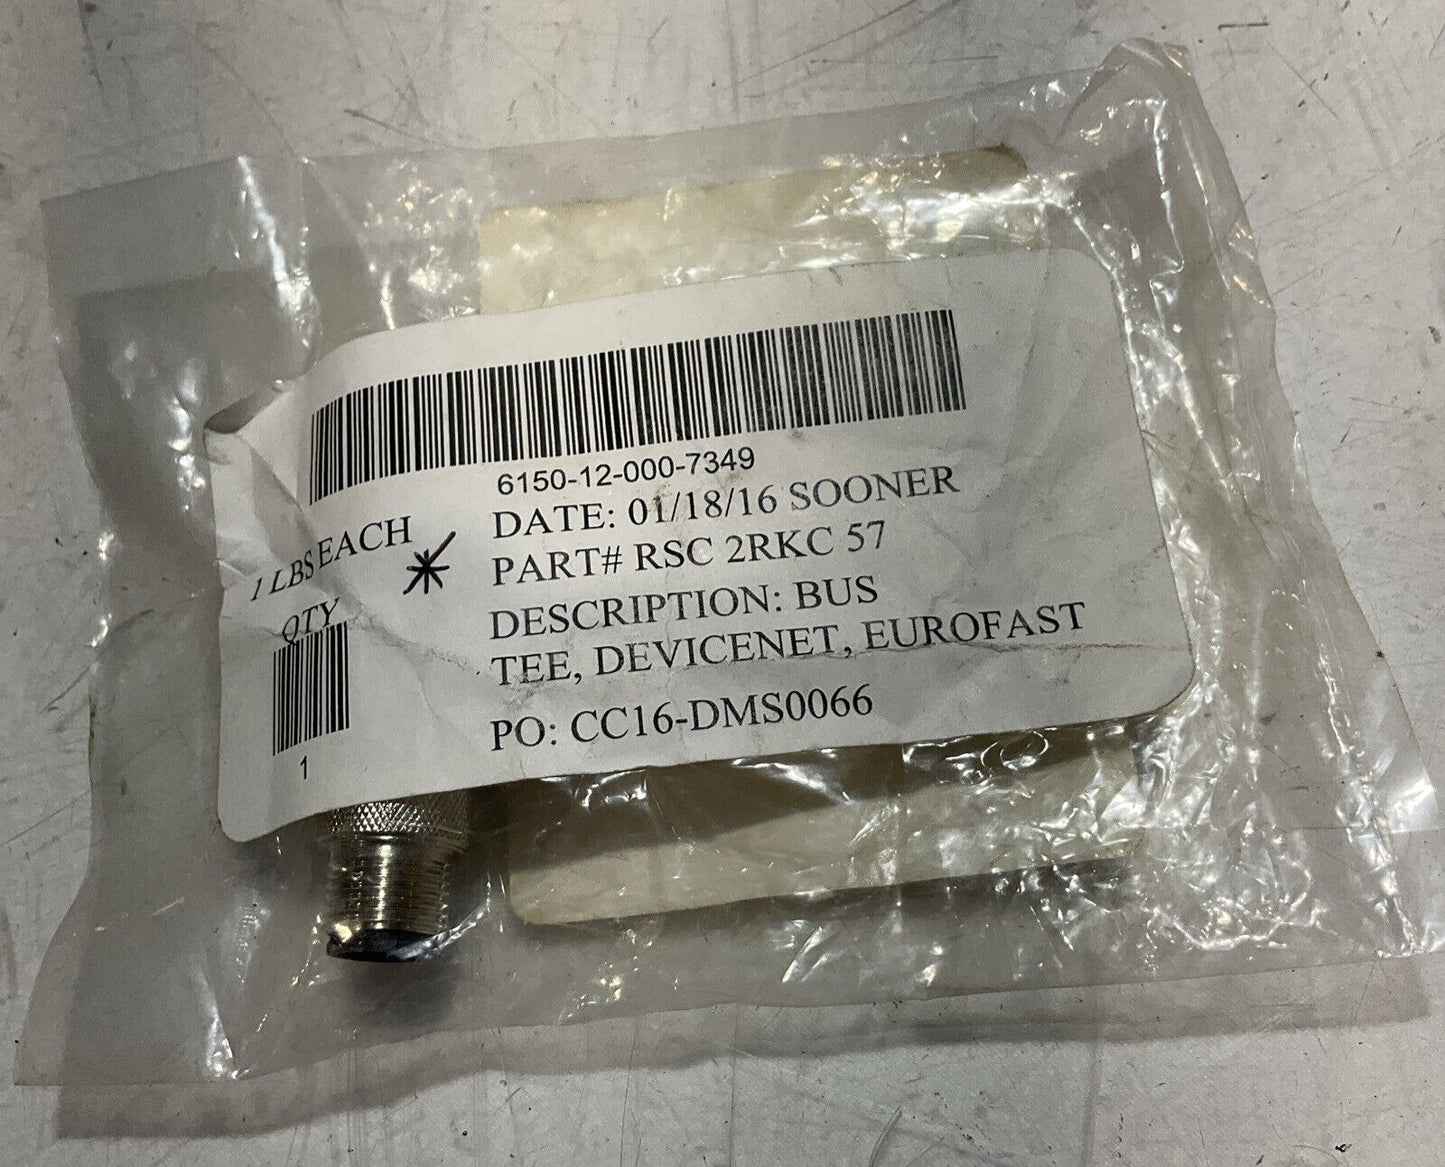 6150-12-000-7349
DATE: 01/18/16 SOONER
PART# RSC 2RKC 57
DESCRIPTION: BUS
TEE, DEVICENET, EUROFAST
PO: CC16-DMS0066
1 LBS EACH
QTY
1